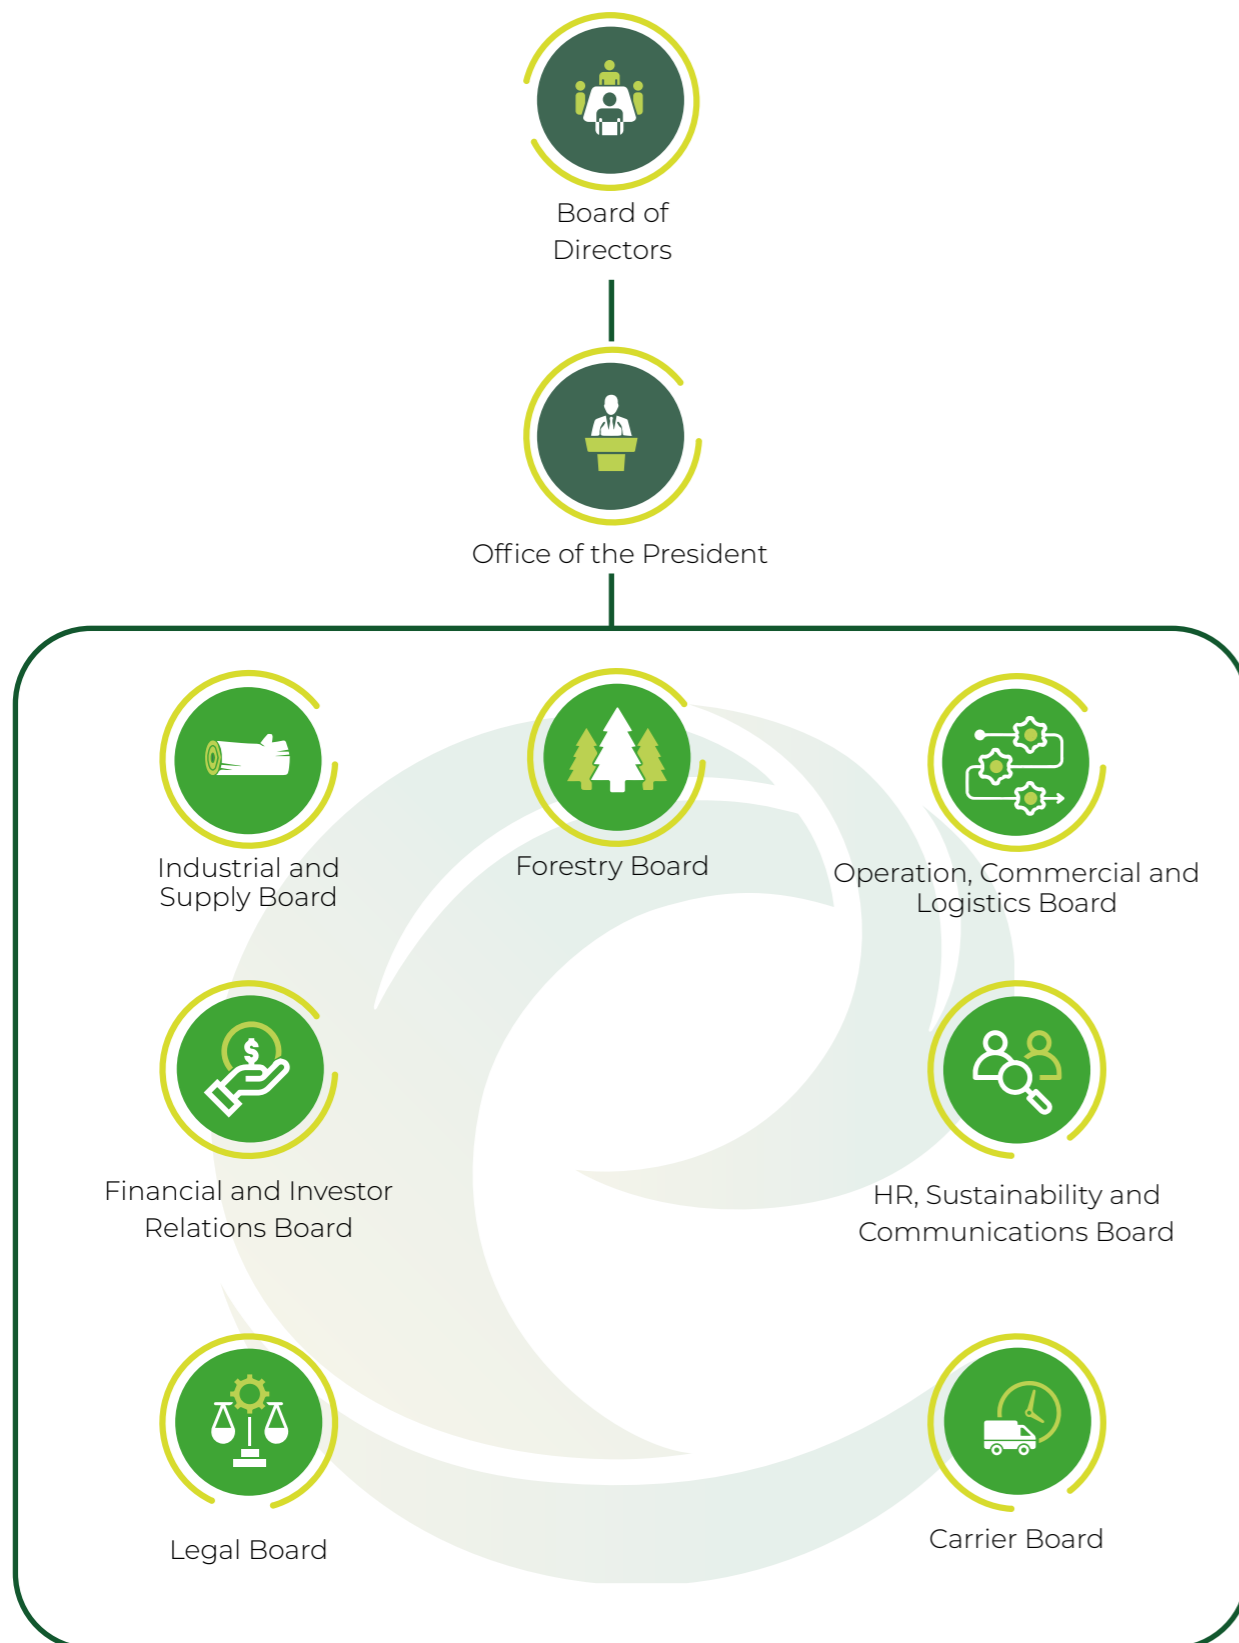 Board of
Directors
Office of the President
Industrial and
Supply Board
Forestry Board
Operation, Commercial and
Logistics Board
Financial and Investor
Relations Board
HR, Sustainability and
Communications Board
Legal Board
Carrier Board